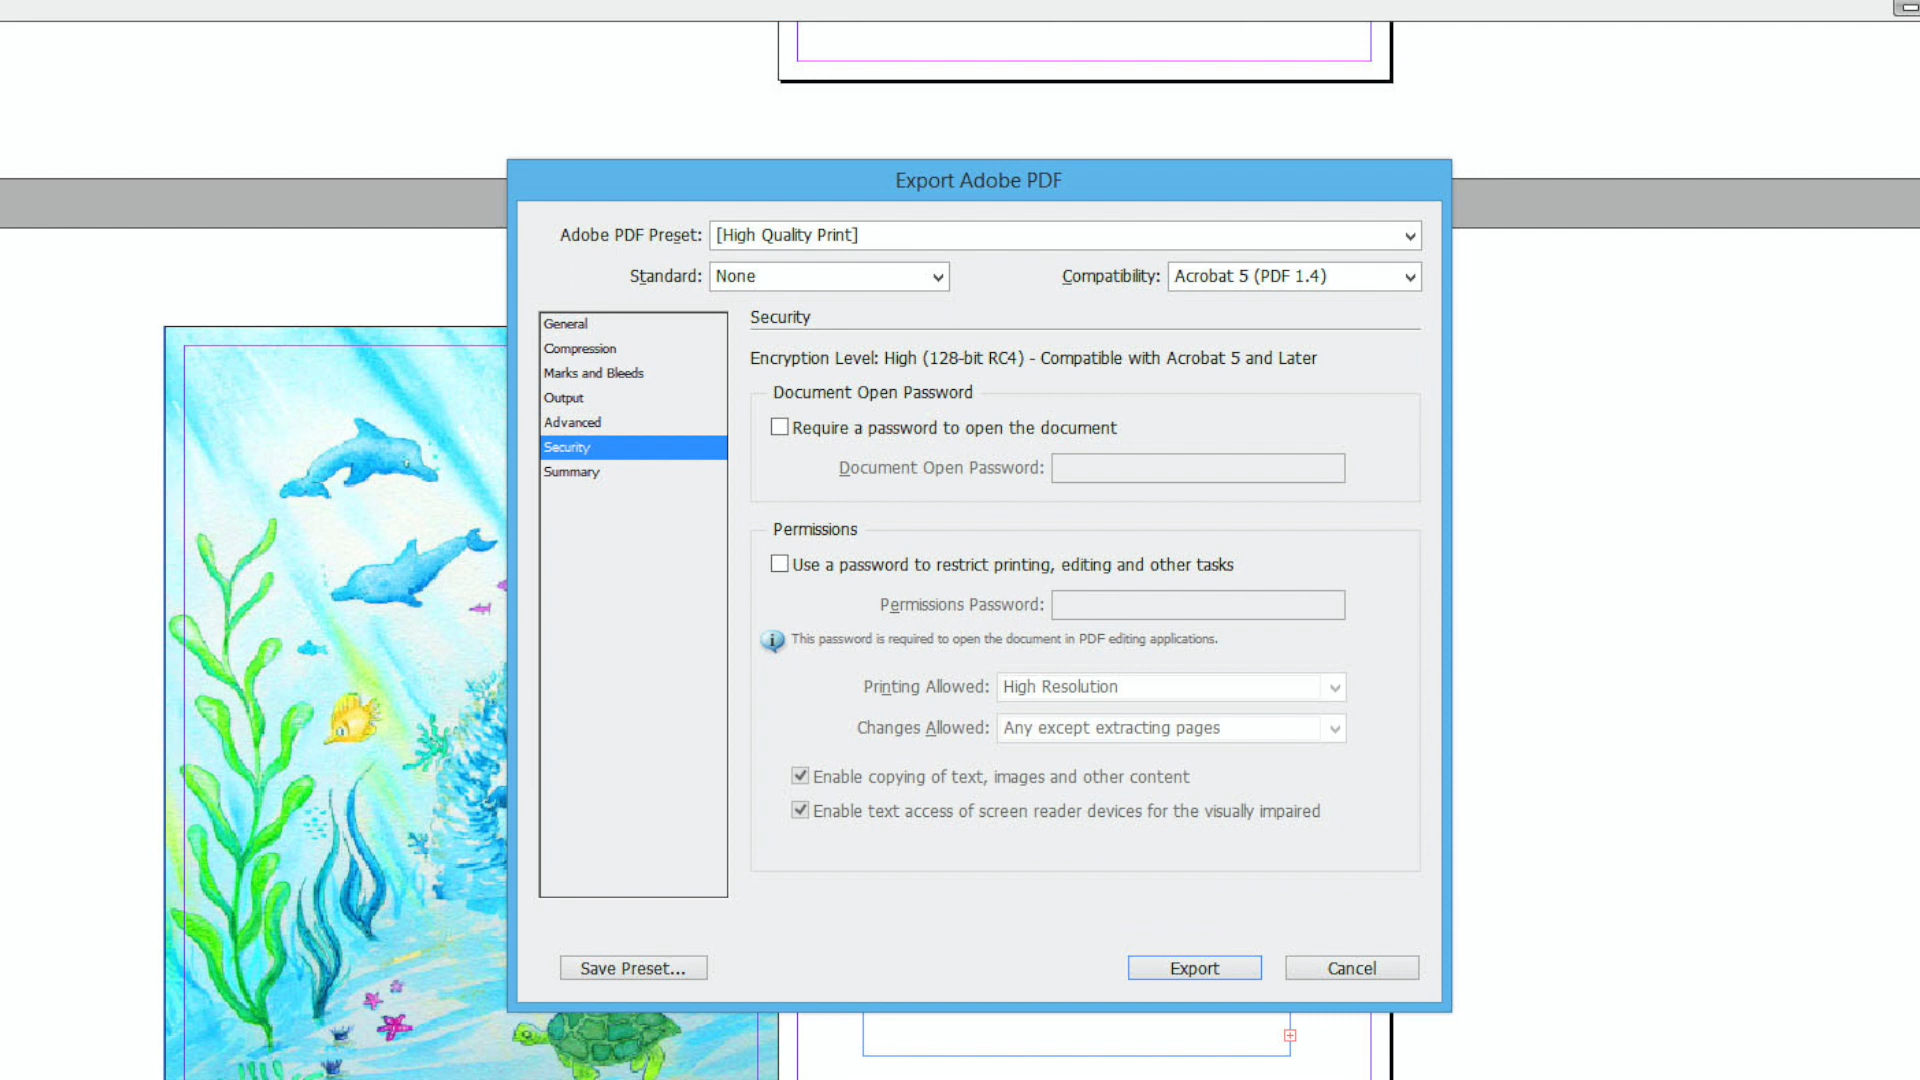 Export Adobe PDF
Adobe PDF Preset: [High Quality Print]
Standard: None Compatibility: Acrobat 5 (PDF 1.4)
General
Compression
Marks and Bleeds
Output
Advanced
Security
Summary
Security
Encryption Level: High (128-bit RC4) - Compatible with Acrobat 5 and Later
Document Open Password
Require a password to open the document
Document Open Password:
Permissions
Use a password to restrict printing, editing and other tasks
Permissions Password:
This password is required to open the document in PDF editing applications.
Printing Allowed: High Resolution
Changes Allowed: Any except extracting pages
Enable copying of text, images and other content
Enable text access of screen reader devices for the visually impaired
Save Preset... Export Cancel